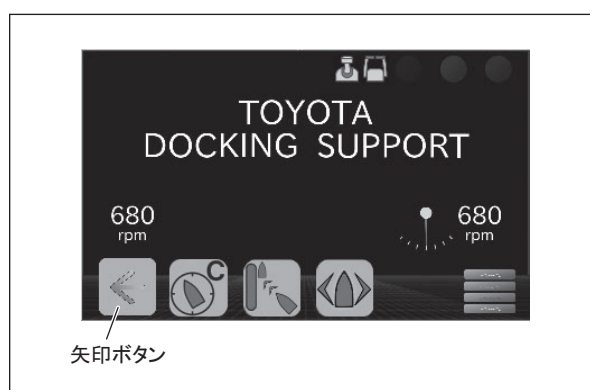 TOYOTA
DOCKING SUPPORT
680
rpm
680
rpm
C
矢印ボタン